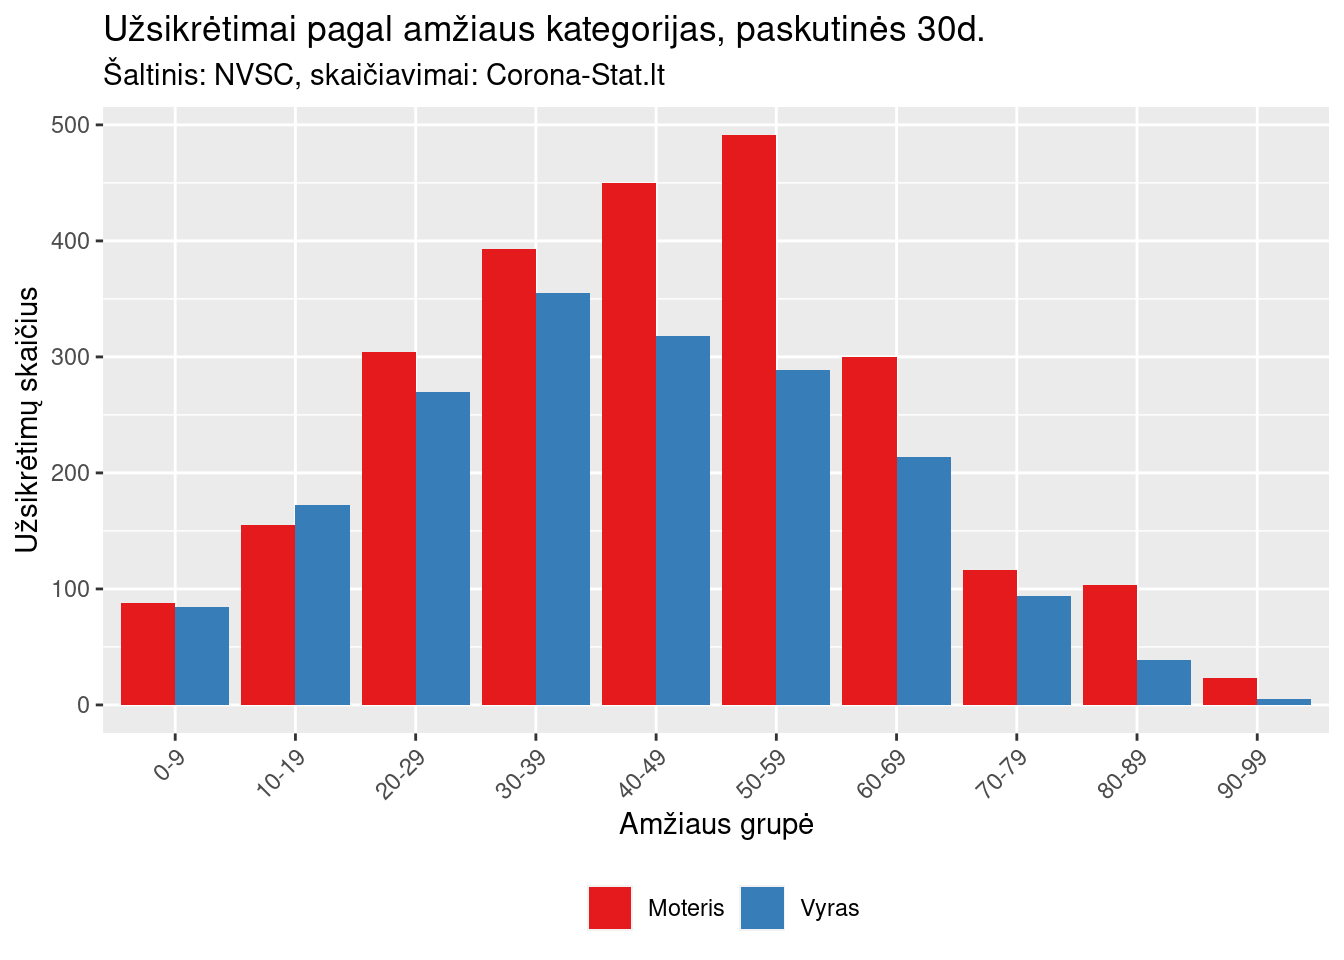 Užsikrėtimai pagal amžiaus kategorijas, paskutinės 30d.
Šaltinis: NVSC, skaičiavimai: Corona-Stat.lt
Užsikrėtimų skaičius
500
400
300
200
100
0
0-9
10-19
20-29
30-39
40-49
50-59
60-69
70-79
80-89
90-99
Amžiaus grupė
Moteris
Vyras